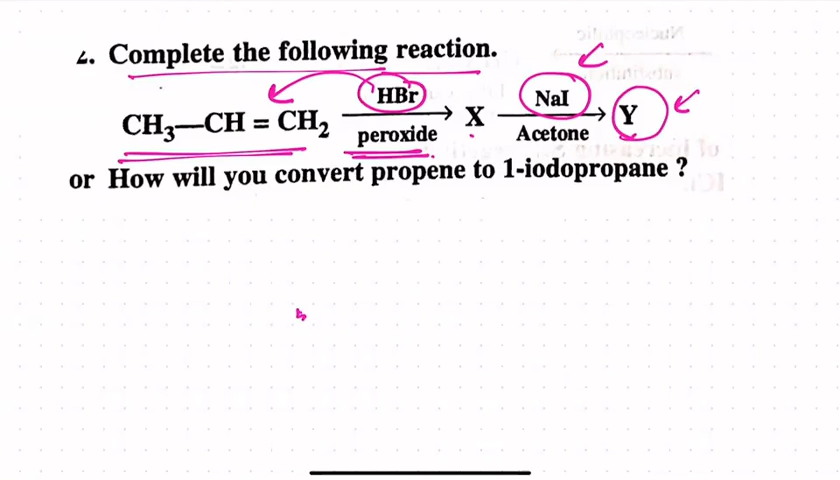 2. Complete the following reaction.
CH₃—CH = CH₂ HBr peroxide X NaI Acetone Y
or How will you convert propene to 1-iodopropane ?